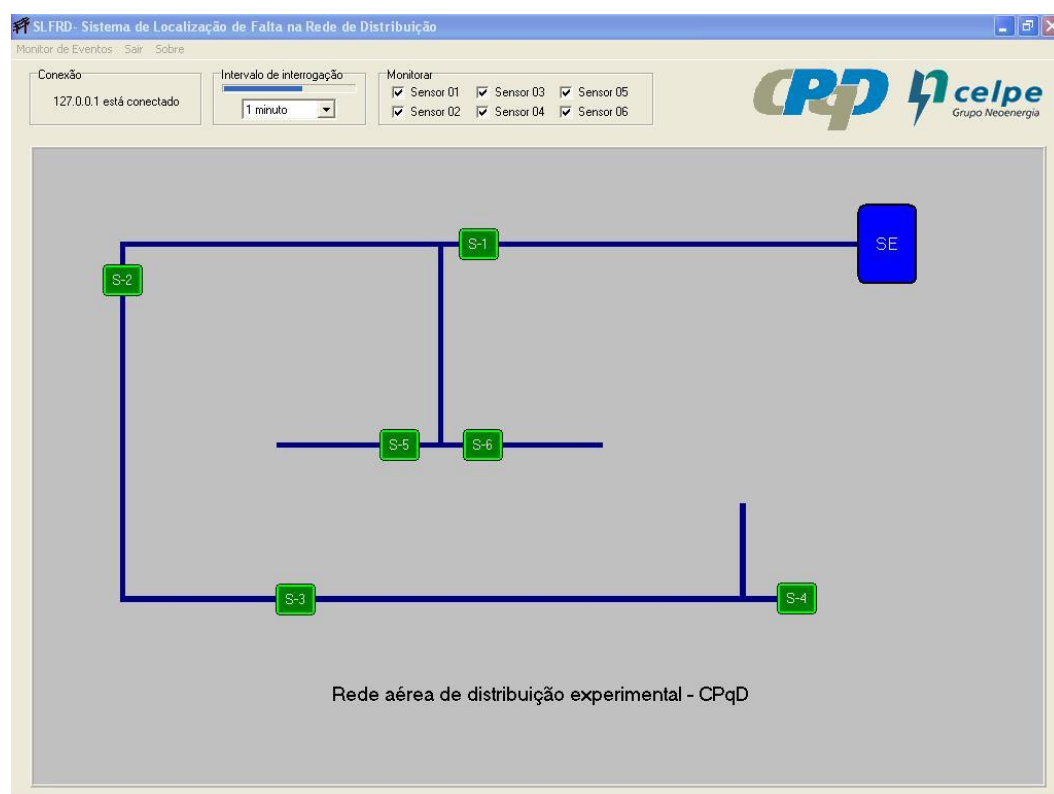 SLFRD- Sistema de Localização de Falta na Rede de Distribuição
Monitor de Eventos Sair Sobre
Conexão
127.0.0.1 está conectado
Intervalo de interrogação
1 minuto
Monitorar
Sensor 01 Sensor 03 Sensor 05
Sensor 02 Sensor 04 Sensor 06
CPqD
celpe
Grupo Neoenergia
S-1
SE
S-2
S-5
S-6
S-3
S-4
Rede aérea de distribuição experimental - CPqD